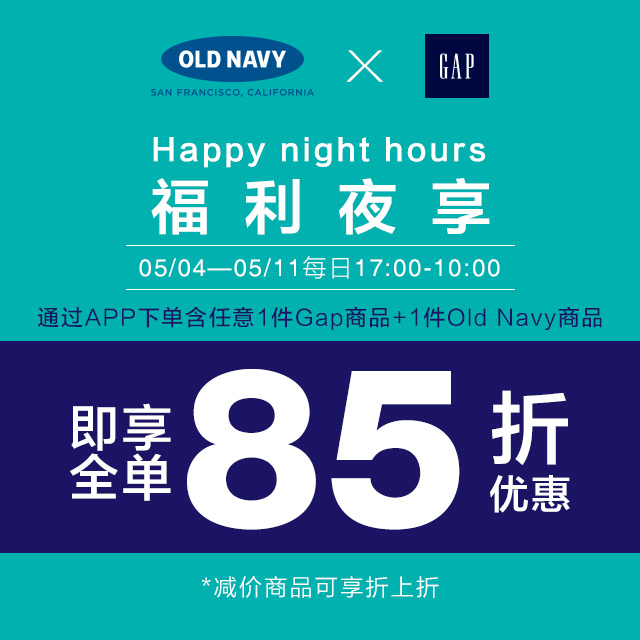 OLD NAVY
SAN FRANCISCO, CALIFORNIA
GAP
Happy night hours
福利夜享
05/04—05/11每日17:00-10:00
通过APP下单含任意1件Gap商品+1件Old Navy商品
即享
全单
85
折
优惠
*减价商品可享折上折